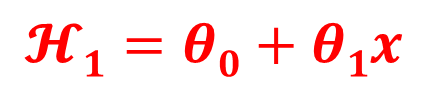 ℋ₁ = θ₀ + θ₁x